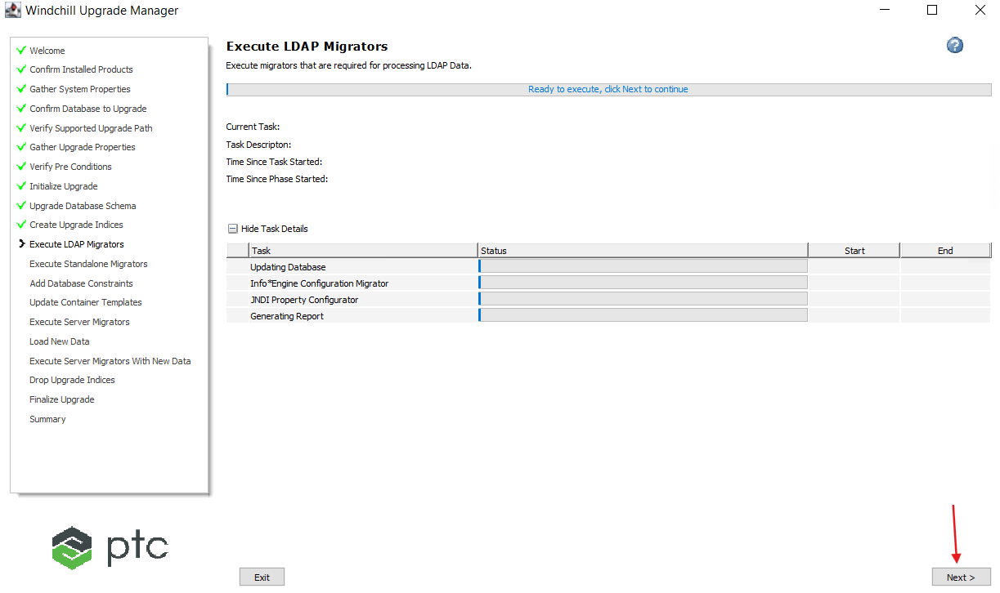 Windchill Upgrade Manager
Welcome
Confirm Installed Products
Gather System Properties
Confirm Database to Upgrade
Verify Supported Upgrade Path
Gather Upgrade Properties
Verify Pre Conditions
Initialize Upgrade
Upgrade Database Schema
Create Upgrade Indices
Execute LDAP Migrators
Execute Standalone Migrators
Add Database Constraints
Update Container Templates
Execute Server Migrators
Load New Data
Execute Server Migrators With New Data
Drop Upgrade Indices
Finalize Upgrade
Summary
ptc
Execute LDAP Migrators
?
Execute migrators that are required for processing LDAP Data.
Ready to execute, click Next to continue
Current Task:
Task Descripton:
Time Since Task Started:
Time Since Phase Started:
Hide Task Details
Task Status Start End
Updating Database
Info*Engine Configuration Migrator
JNDI Property Configurator
Generating Report
Exit Next >